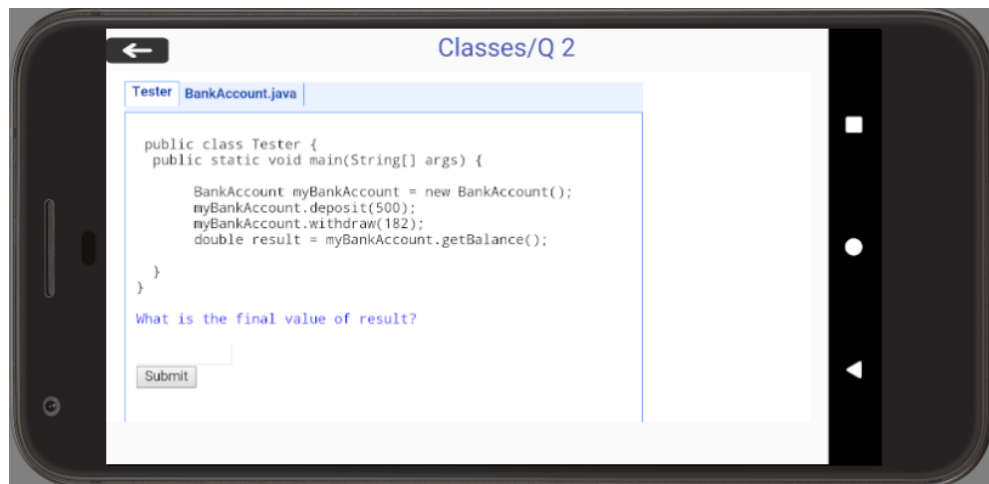 Classes/Q 2
Tester BankAccount.java
public class Tester {
public static void main(String[] args) {
BankAccount myBankAccount = new BankAccount();
myBankAccount.deposit(500);
myBankAccount.withdraw(182);
double result = myBankAccount.getBalance();
}
}
What is the final value of result?
Submit